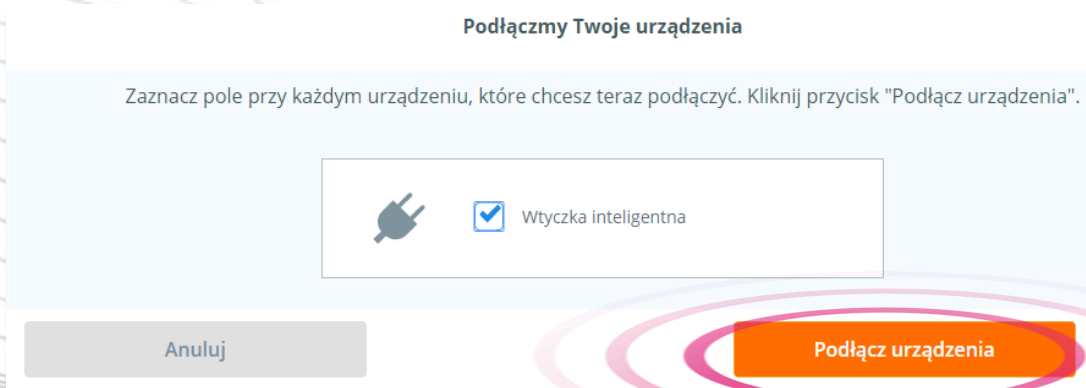 Podłączmy Twoje urządzenia
Zaznacz pole przy każdym urządzeniu, które chcesz teraz podłączyć. Kliknij przycisk "Podłącz urządzenia".
Wtyczka inteligentna
Anuluj
Podłącz urządzenia